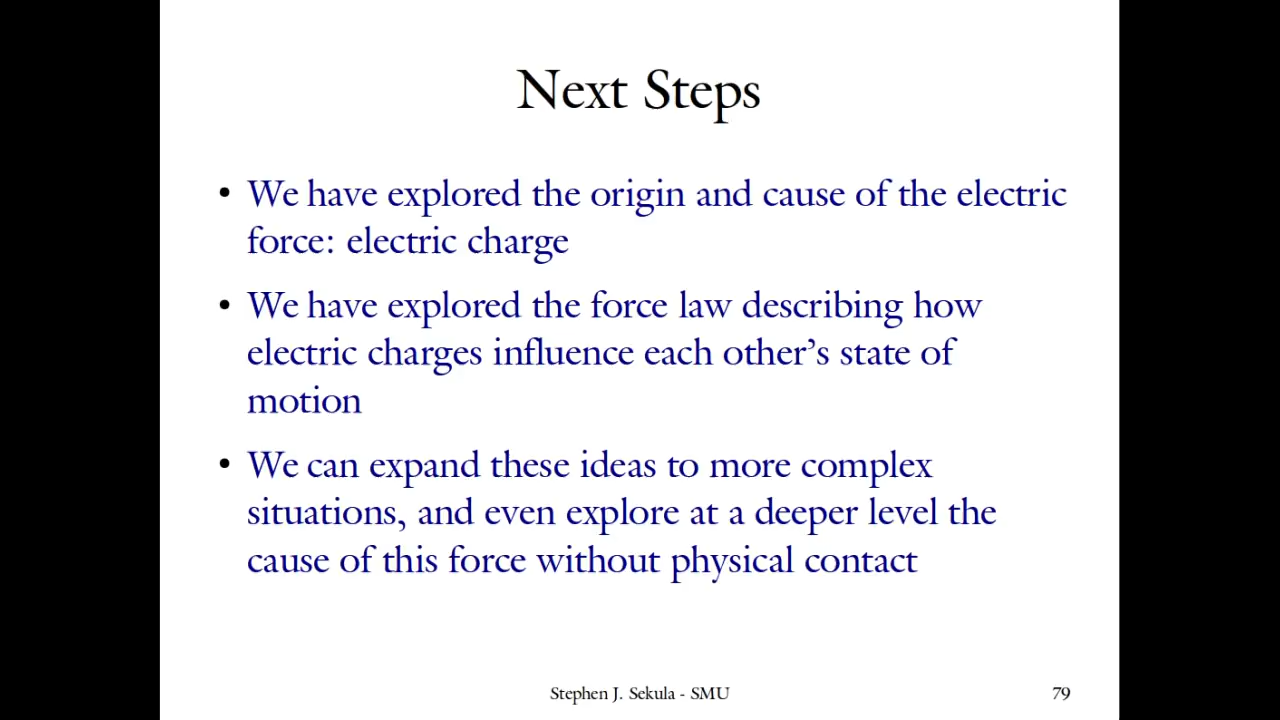 Next Steps
• We have explored the origin and cause of the electric
force: electric charge
• We have explored the force law describing how
electric charges influence each other’s state of
motion
• We can expand these ideas to more complex
situations, and even explore at a deeper level the
cause of this force without physical contact
Stephen J. Sekula - SMU
79